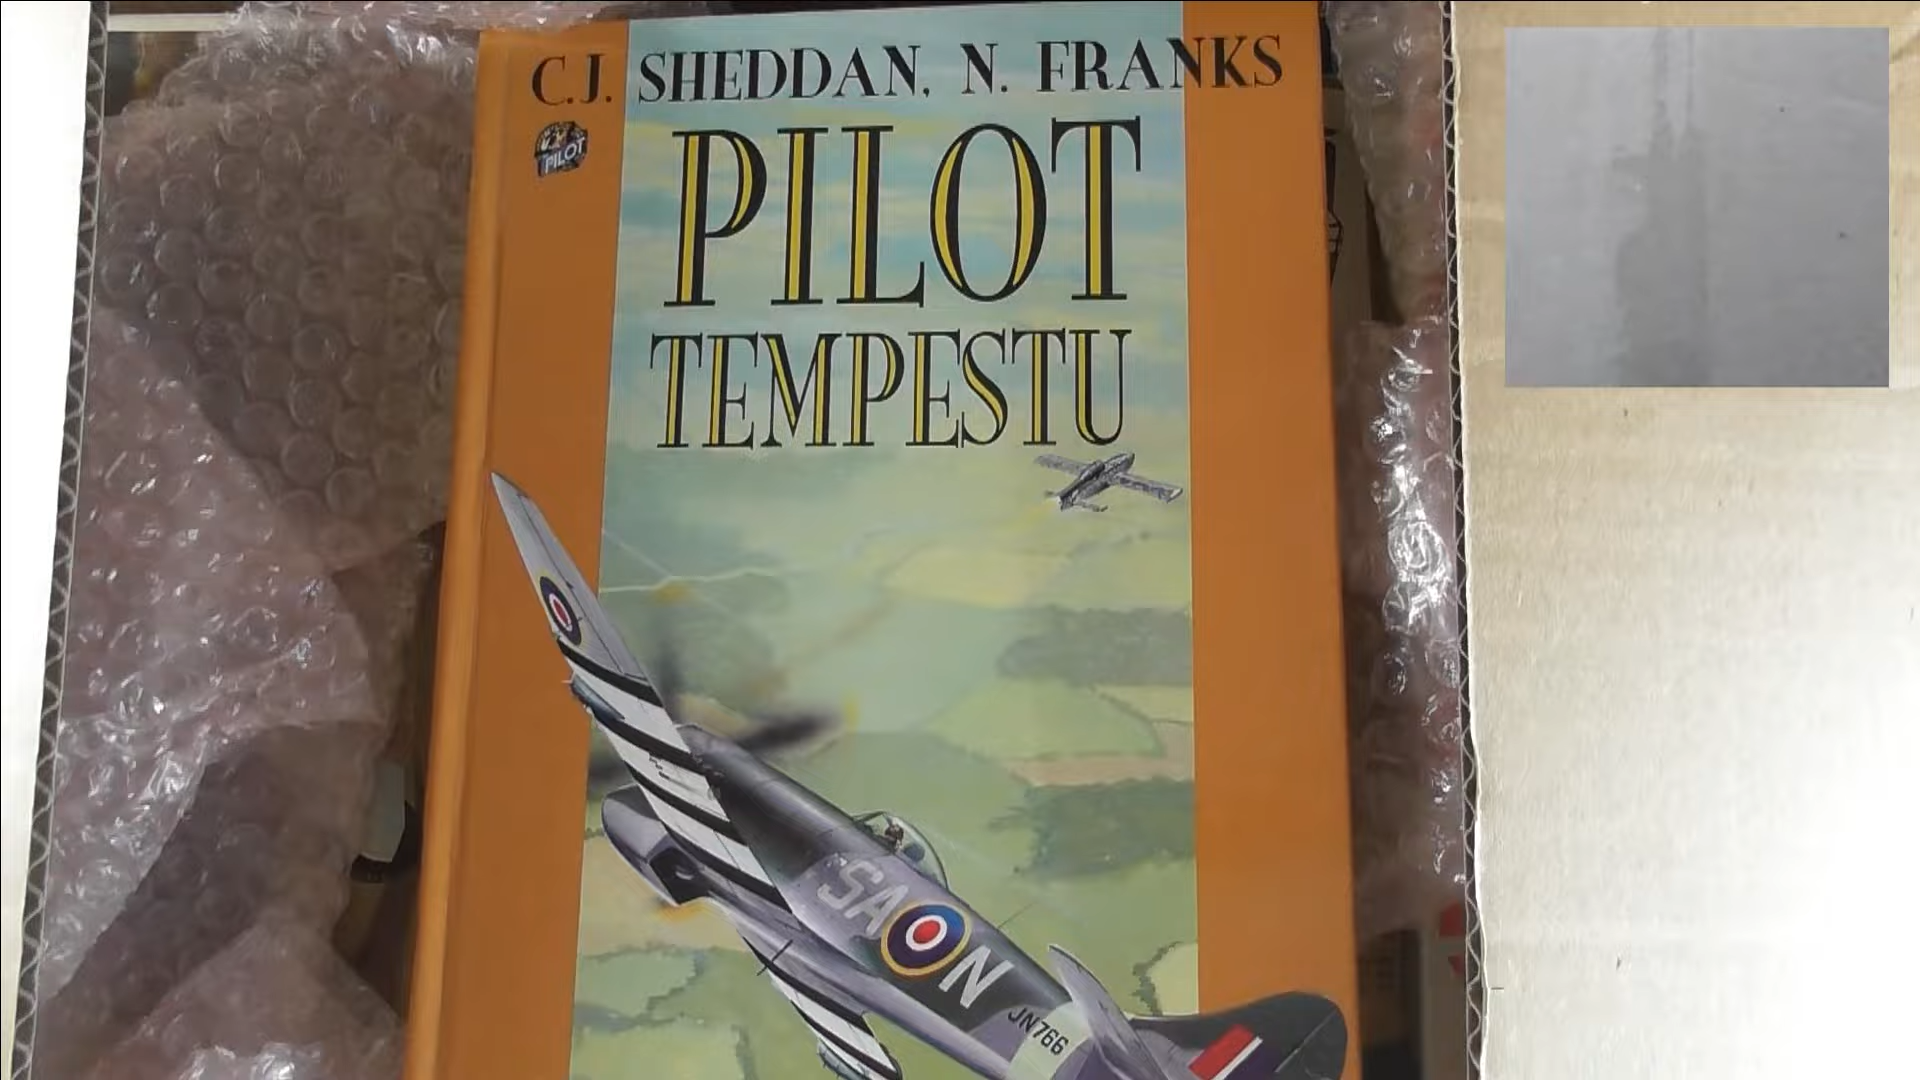 C.J. SHEDDAN, N. FRANKS
PILOT
PILOT
TEMPESTU
SA N
JN766